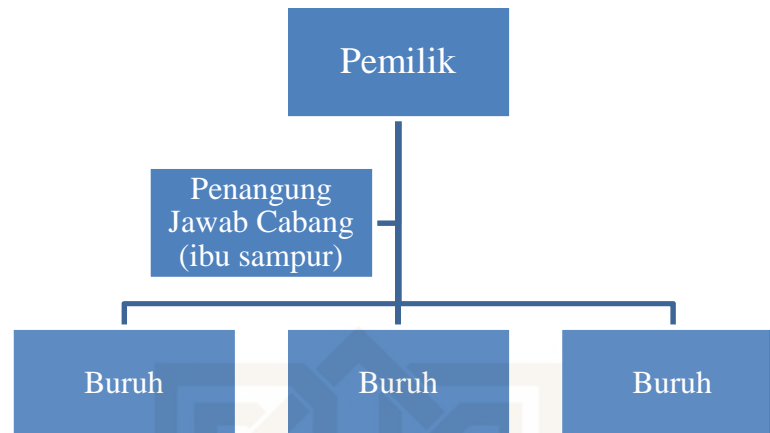 Pemilik
Penangung
Jawab Cabang
(ibu sampur)
Buruh
Buruh
Buruh